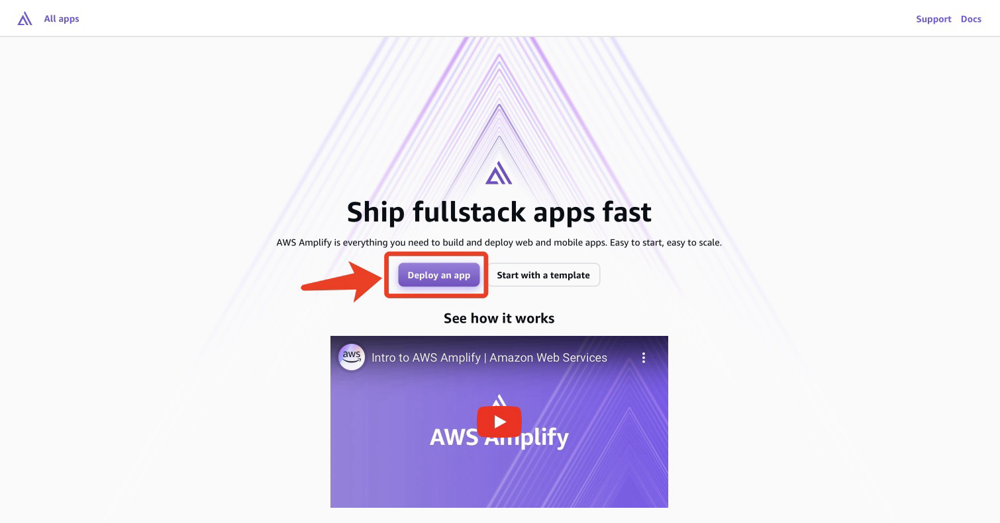 All apps
Support Docs
Ship fullstack apps fast
AWS Amplify is everything you need to build and deploy web and mobile apps. Easy to start, easy to scale.
Deploy an app
Start with a template
See how it works
aws
Intro to AWS Amplify | Amazon Web Services
AWS Amplify